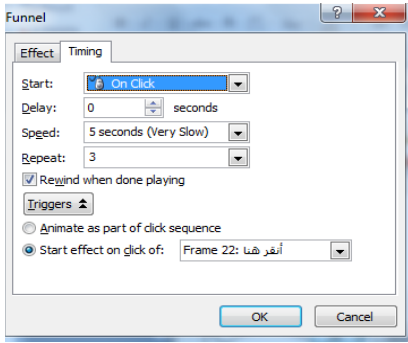 Funnel
Effect Timing
Start: On Click
Delay: 0 seconds
Speed: 5 seconds (Very Slow)
Repeat: 3
Rewind when done playing
Triggers
Animate as part of click sequence
Start effect on click of: Frame 22: أنقر هنا
OK Cancel